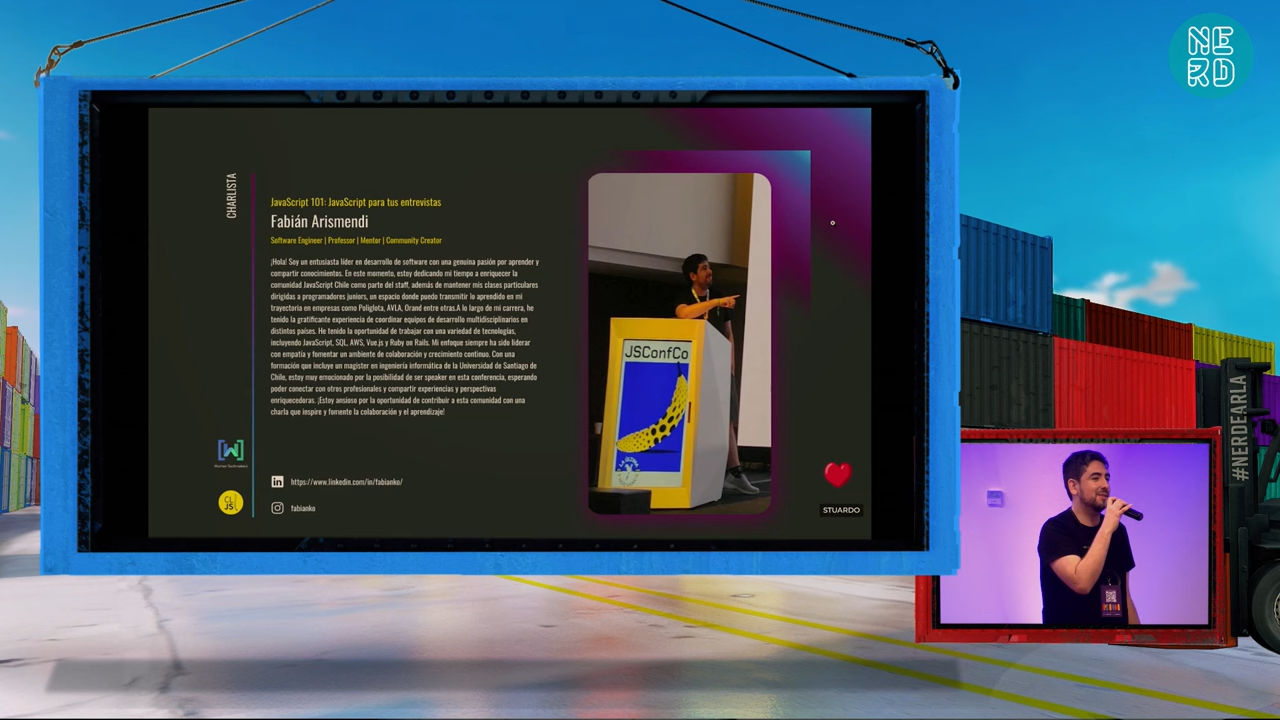 NE
RD
CHARLISTA
JavaScript 101: JavaScript para tus entrevistas
Fabián Arismendi
Software Engineer | Professor | Mentor | Community Creator
¡Hola! Soy un entusiasta líder en desarrollo de software con una genuina pasión por aprender y
compartir conocimientos. En este momento, estoy dedicando mi tiempo a enriquecer la
comunidad JavaScript Chile como parte del staff, además de mantener mis clases particulares
dirigidas a programadores juniors, un espacio donde puedo transmitir lo aprendido en mi
trayectoria en empresas como Poliglota, AVLA, Orand entre otras.A lo largo de mi carrera, he
tenido la gratificante experiencia de coordinar equipos de desarrollo multidisciplinarios en
distintos países. He tenido la oportunidad de trabajar con una variedad de tecnologías,
incluyendo JavaScript, SQL, AWS, Vue.js y Ruby on Rails. Mi enfoque siempre ha sido liderar
con empatía y fomentar un ambiente de colaboración y crecimiento continuo. Con una
formación que incluye un magister en ingeniería informática de la Universidad de Santiago de
Chile, estoy muy emocionado por la posibilidad de ser speaker en esta conferencia, esperando
poder conectar con otros profesionales y compartir experiencias y perspectivas
enriquecedoras. ¡Estoy ansioso por la oportunidad de contribuir a esta comunidad con una
charla que inspire y fomente la colaboración y el aprendizaje!
JSConfCo
[W]
CL
JS
https://www.linkedin.com/in/fabianko/
fabianko
STUARDO
#NERDEARLA